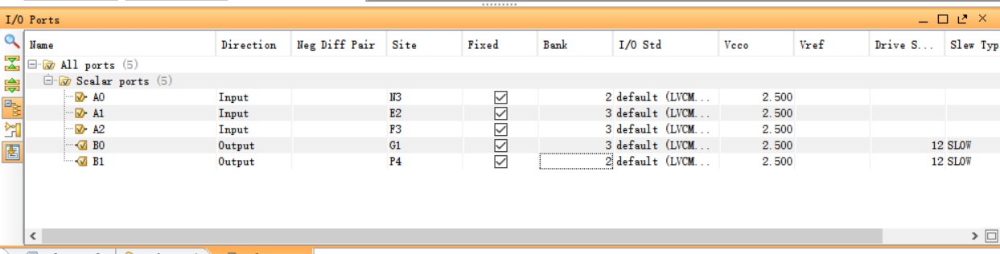 I/O Ports
Name Direction Neg Diff Pair Site Fixed Bank I/O Std Vcco Vref Drive S... Slew Typ
All ports (5)
Scalar ports (5)
A0 Input N3 2 default (LVCM... 2.500
A1 Input E2 3 default (LVCM... 2.500
A2 Input F3 3 default (LVCM... 2.500
B0 Output G1 3 default (LVCM... 2.500 12 SLOW
B1 Output P4 2 default (LVCM... 2.500 12 SLOW